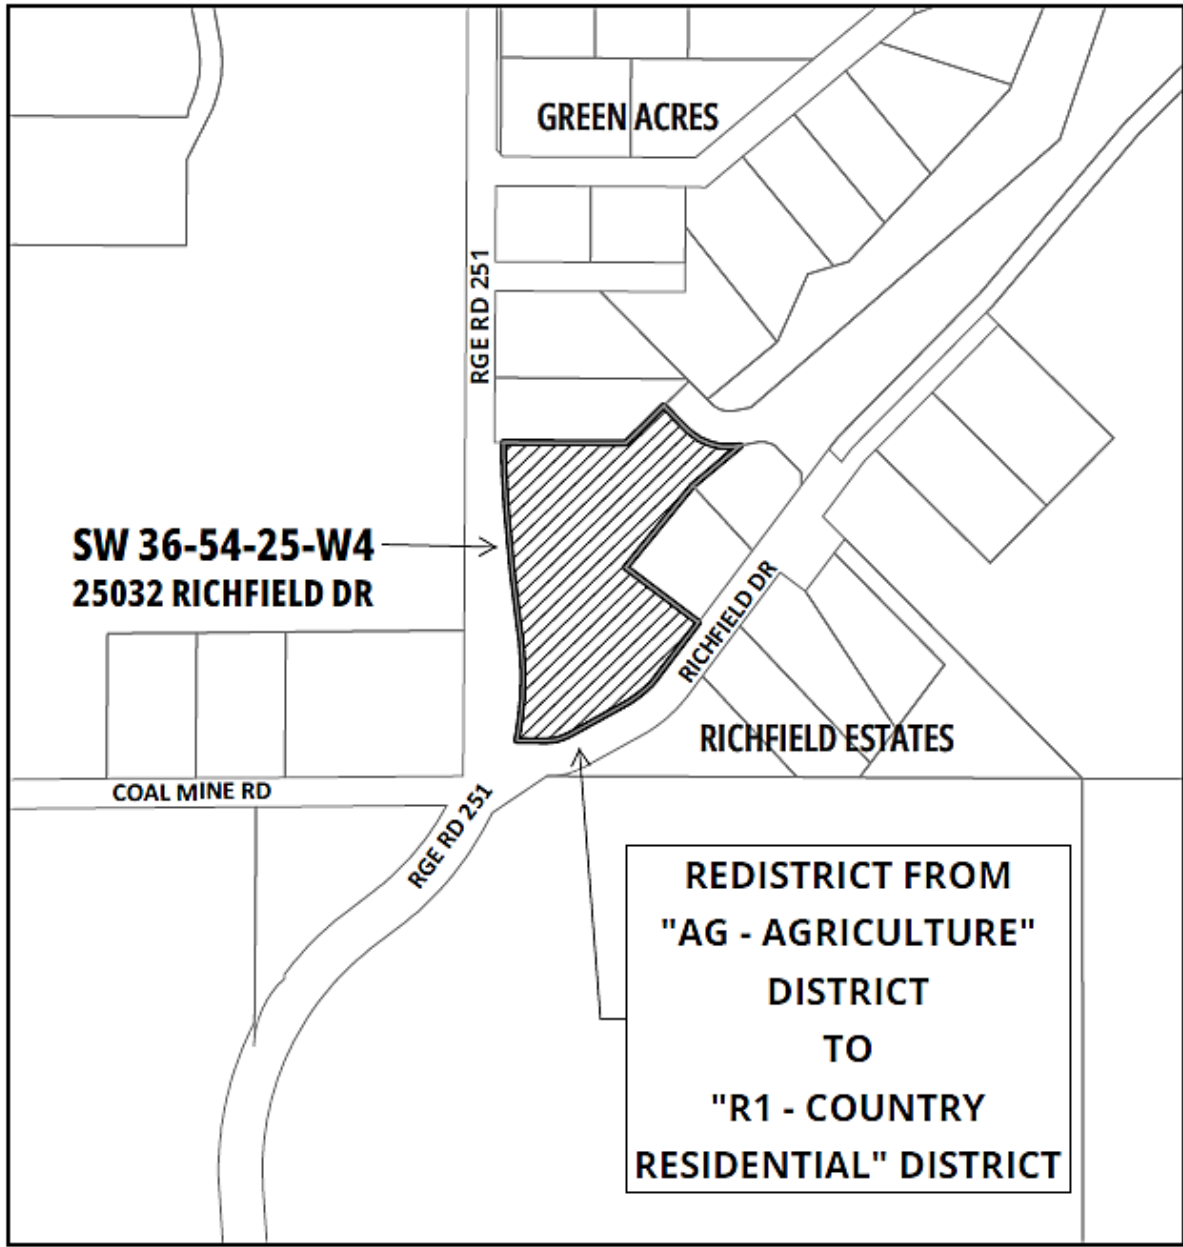 GREEN ACRES
RGE RD 251
SW 36-54-25-W4
25032 RICHFIELD DR
RICHFIELD DR
RICHFIELD ESTATES
COAL MINE RD
RGE RD 251
REDISTRICT FROM
"AG - AGRICULTURE"
DISTRICT
TO
"R1 - COUNTRY
RESIDENTIAL" DISTRICT